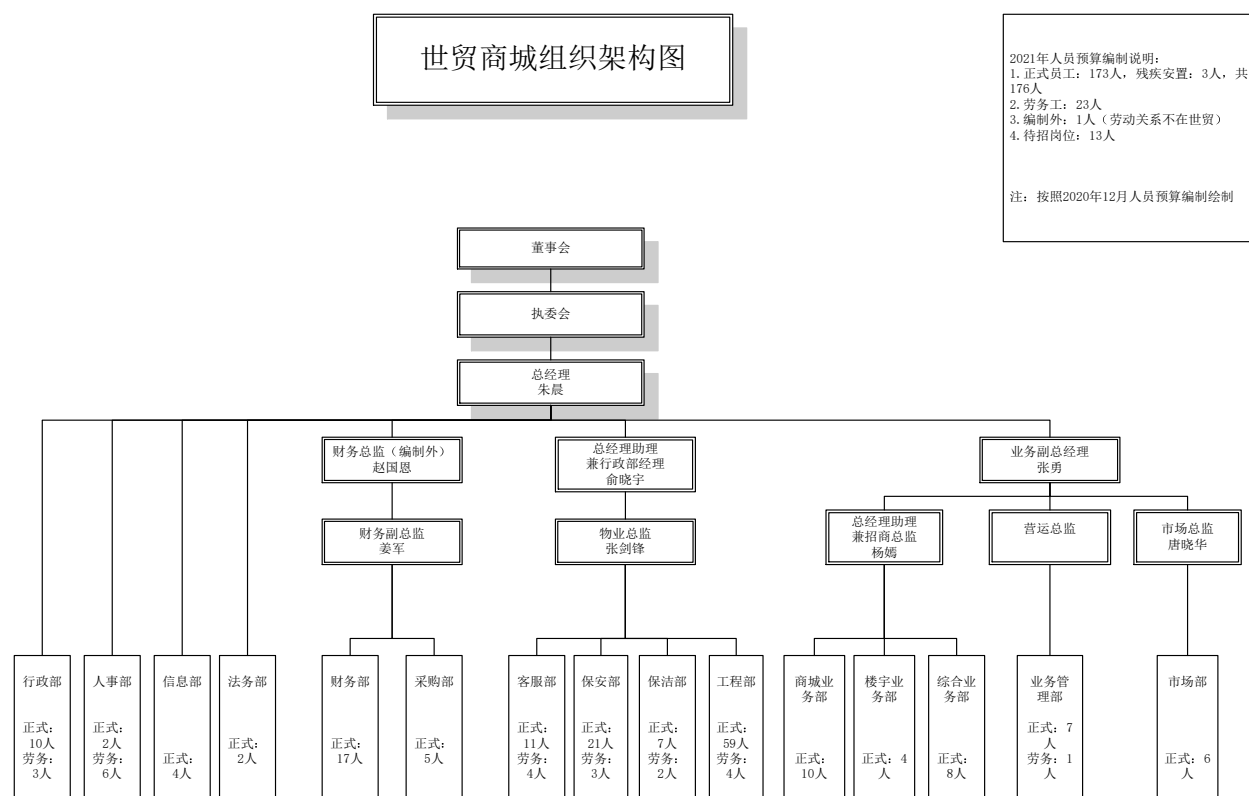 世贸商城组织架构图
2021年人员预算编制说明：
1.正式员工：173人，残疾安置：3人，共
176人
2.劳务工：23人
3.编制外：1人（劳动关系不在世贸）
4.待招岗位：13人
注：按照2020年12月人员预算编制绘制
董事会
执委会
总经理
朱晨
财务总监（编制外）
赵国恩
总经理助理
兼行政部经理
俞晓宇
业务副总经理
张勇
财务副总监
姜军
物业总监
张剑锋
总经理助理
兼招商总监
杨嫣
营运总监
市场总监
唐晓华
行政部
正式：
10人
劳务：
3人
人事部
正式：
2人
劳务：
6人
信息部
正式：
4人
法务部
正式：
2人
财务部
正式：
17人
采购部
正式：
5人
客服部
正式：
11人
劳务：
4人
保安部
正式：
21人
劳务：
3人
保洁部
正式：
7人
劳务：
2人
工程部
正式：
59人
劳务：
4人
商城业
务部
正式：
10人
楼宇业
务部
正式：4
人
综合业
务部
正式：
8人
业务管
理部
正式：7
人
劳务：1
人
市场部
正式：6
人